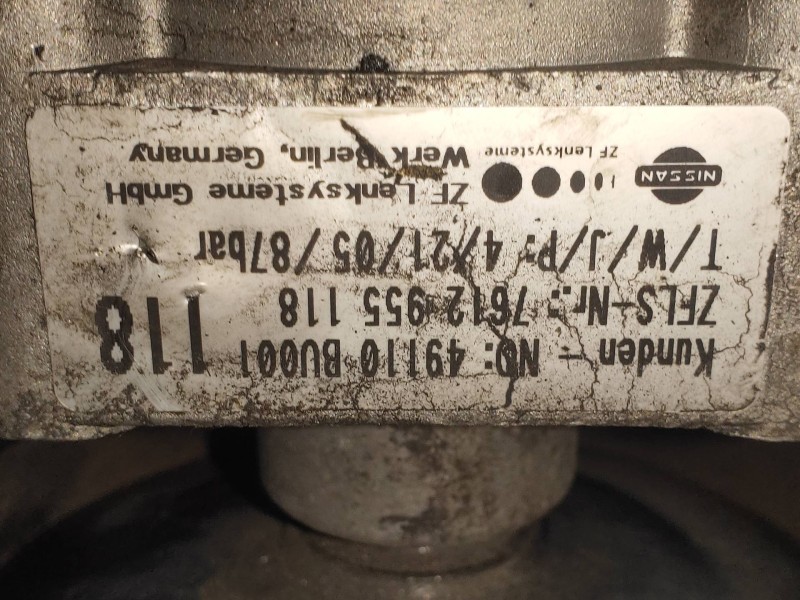 Kunden - NO: 49110 BU001
118
ZFLS-Nr.: 7612 955 118
T/W/J/P: 4/21/05/87bar
NISSAN
ZF Lenksysteme
ZF Lenksysteme GmbH
Werk Berlin, Germany